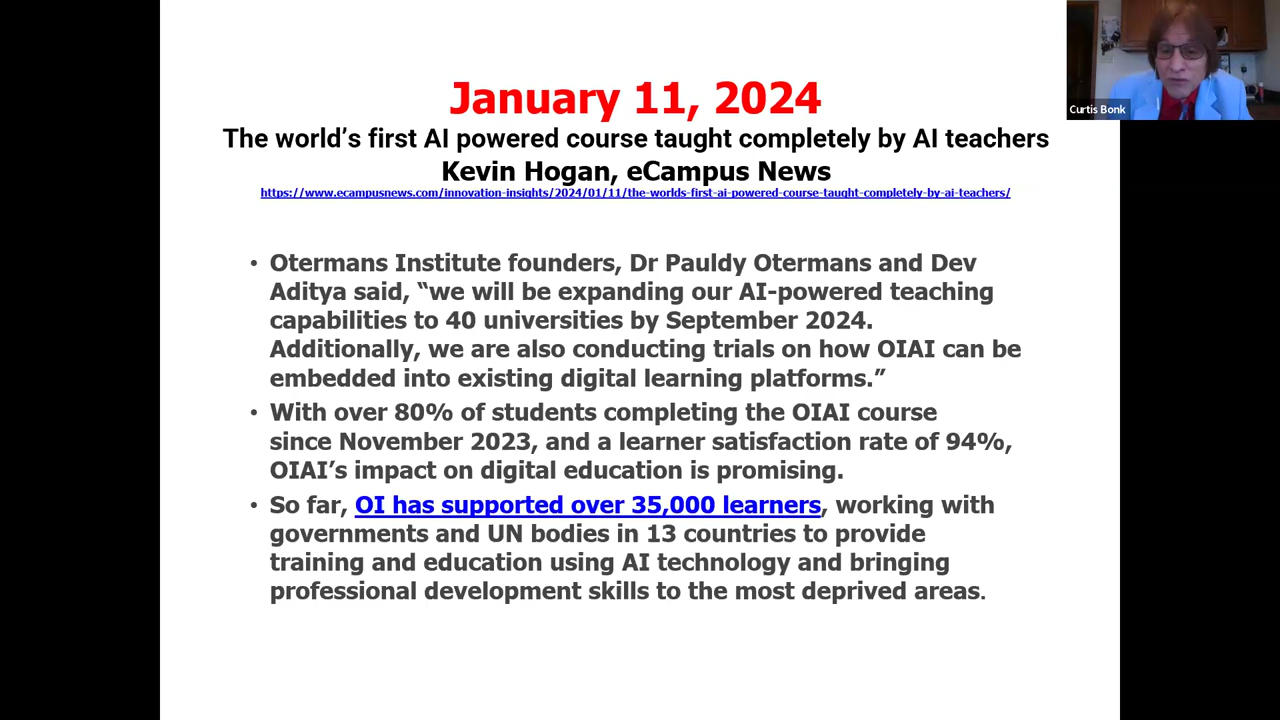 January 11, 2024
The world's first AI powered course taught completely by AI teachers
Kevin Hogan, eCampus News
https://www.ecampusnews.com/innovation-insights/2024/01/11/the-worlds-first-ai-powered-course-taught-completely-by-ai-teachers/
Curtis Bonk
• Otermans Institute founders, Dr Pauldy Otermans and Dev
Aditya said, “we will be expanding our AI-powered teaching
capabilities to 40 universities by September 2024.
Additionally, we are also conducting trials on how OIAI can be
embedded into existing digital learning platforms.”
• With over 80% of students completing the OIAI course
since November 2023, and a learner satisfaction rate of 94%,
OIAI’s impact on digital education is promising.
• So far, OI has supported over 35,000 learners, working with
governments and UN bodies in 13 countries to provide
training and education using AI technology and bringing
professional development skills to the most deprived areas.